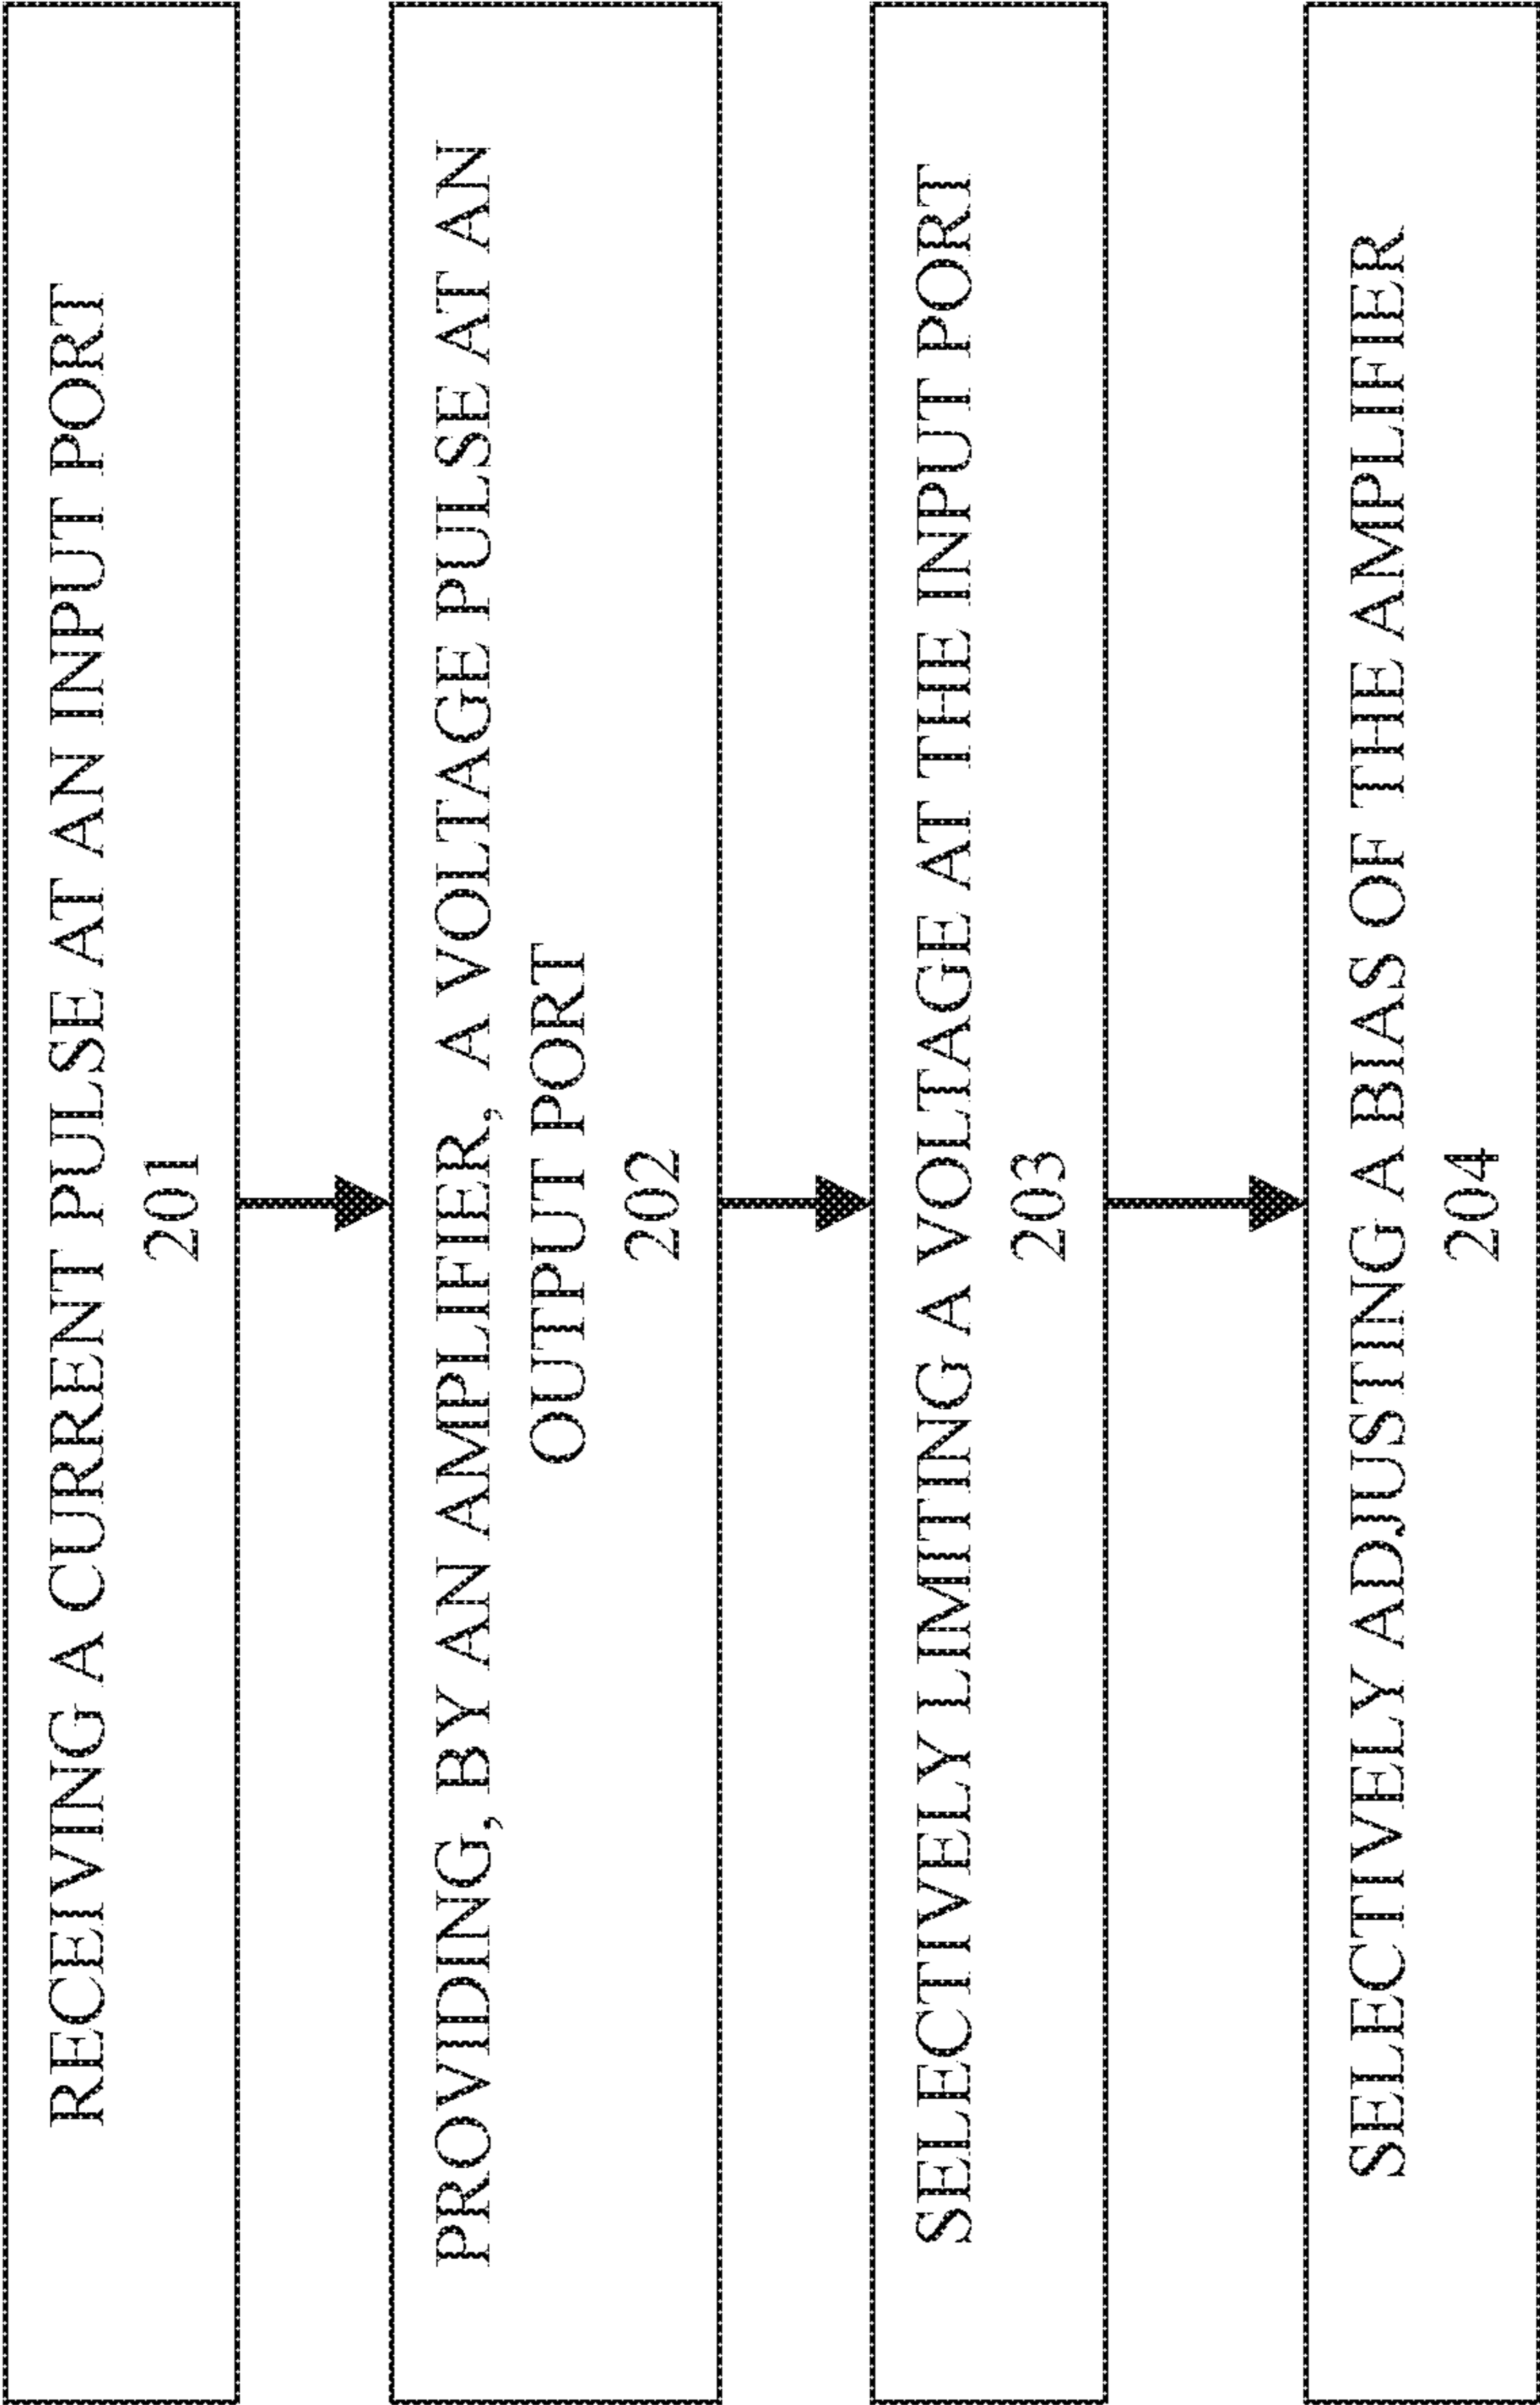 RECEIVING A CURRENT PULSE AT AN INPUT PORT
201
PROVIDING, BY AN AMPLIFIER, A VOLTAGE PULSE AT AN
OUTPUT PORT
202
SELECTIVELY LIMITING A VOLTAGE AT THE INPUT PORT
203
SELECTIVELY ADJUSTING A BIAS OF THE AMPLIFIER
204